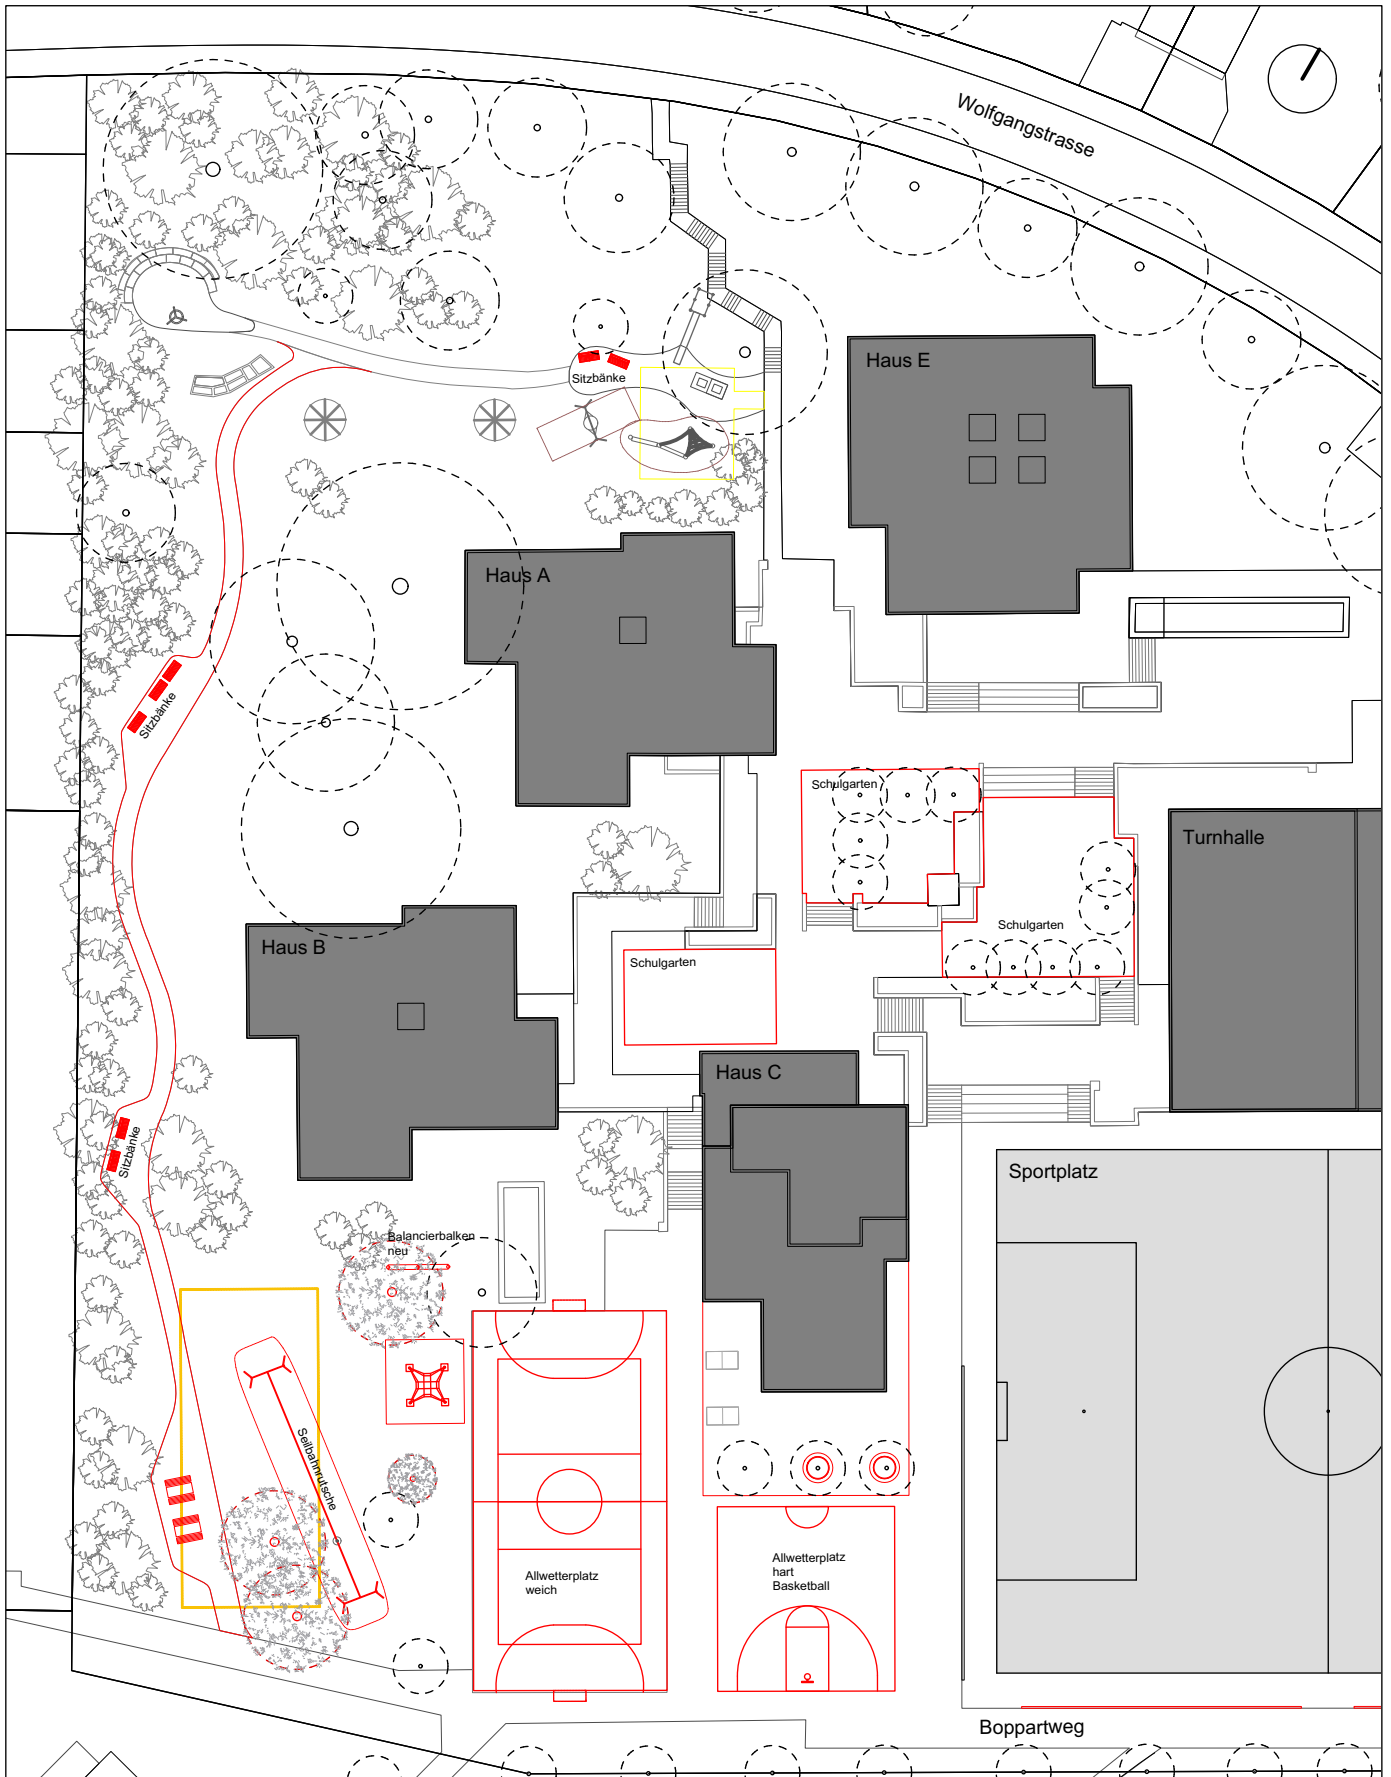 Wolfgangstrasse
Haus E
Sitzbänke
Haus A
Sitzbänke
Schulgarten
Turnhalle
Schulgarten
Haus B
Schulgarten
Haus C
Sitzbänke
Sportplatz
Balancierbalken
neu
Seilbahnrutsche
Allwetterplatz
weich
Allwetterplatz
hart
Basketball
Boppartweg